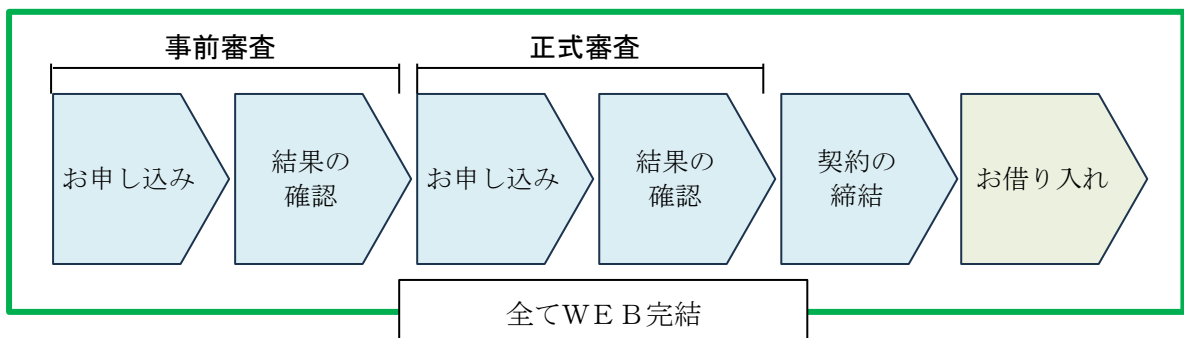 事前審査
正式審査
お申し込み
結果の
確認
お申し込み
結果の
確認
契約の
締結
お借り入れ
全てＷＥＢ完結